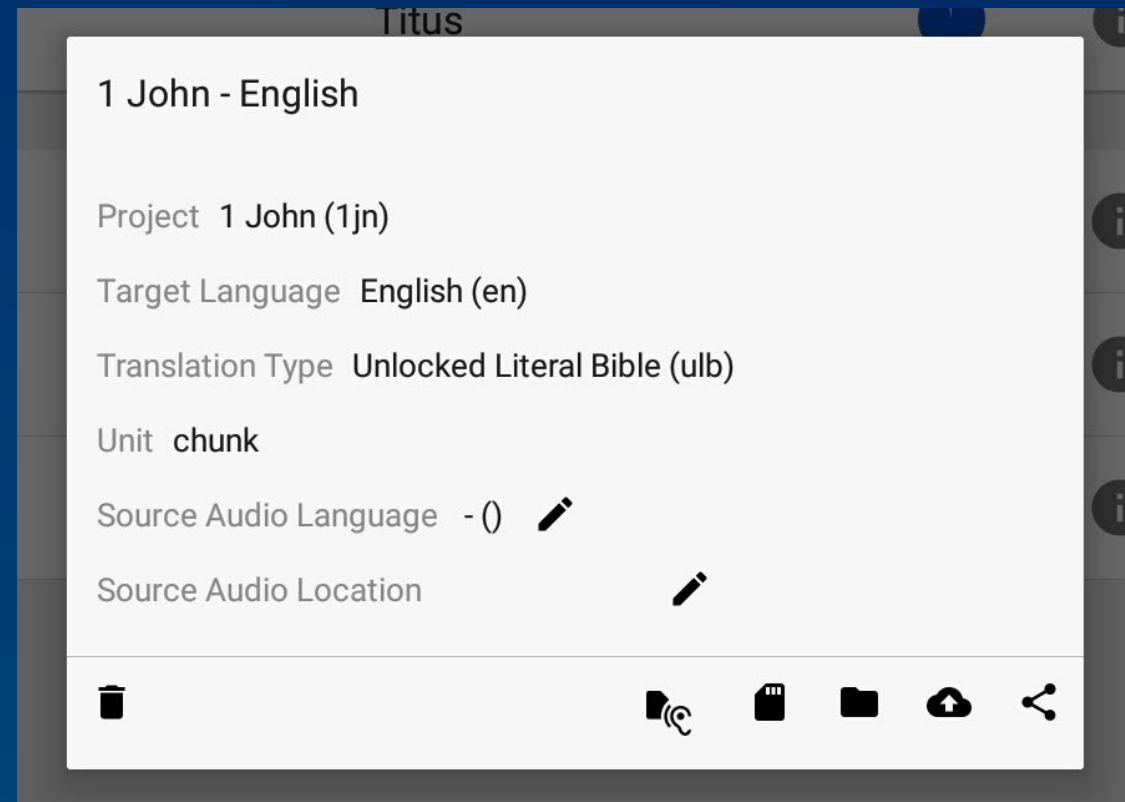 Titus
1 John - English
Project 1 John (1jn)
Target Language English (en)
Translation Type Unlocked Literal Bible (ulb)
Unit chunk
Source Audio Language - ()
Source Audio Location